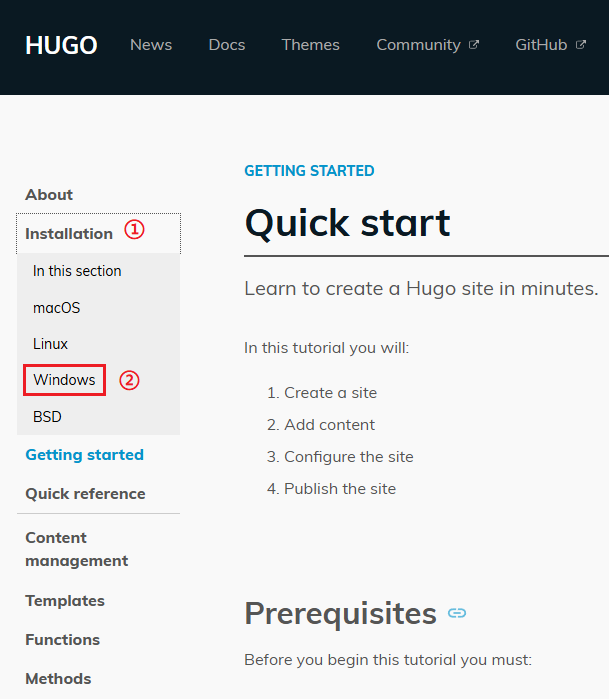 HUGO News Docs Themes Community GitHub
About
Installation ①
In this section
macOS
Linux
Windows ②
BSD
Getting started
Quick reference
Content
management
Templates
Functions
Methods
GETTING STARTED
Quick start
Learn to create a Hugo site in minutes.
In this tutorial you will:
1. Create a site
2. Add content
3. Configure the site
4. Publish the site
Prerequisites
Before you begin this tutorial you must: